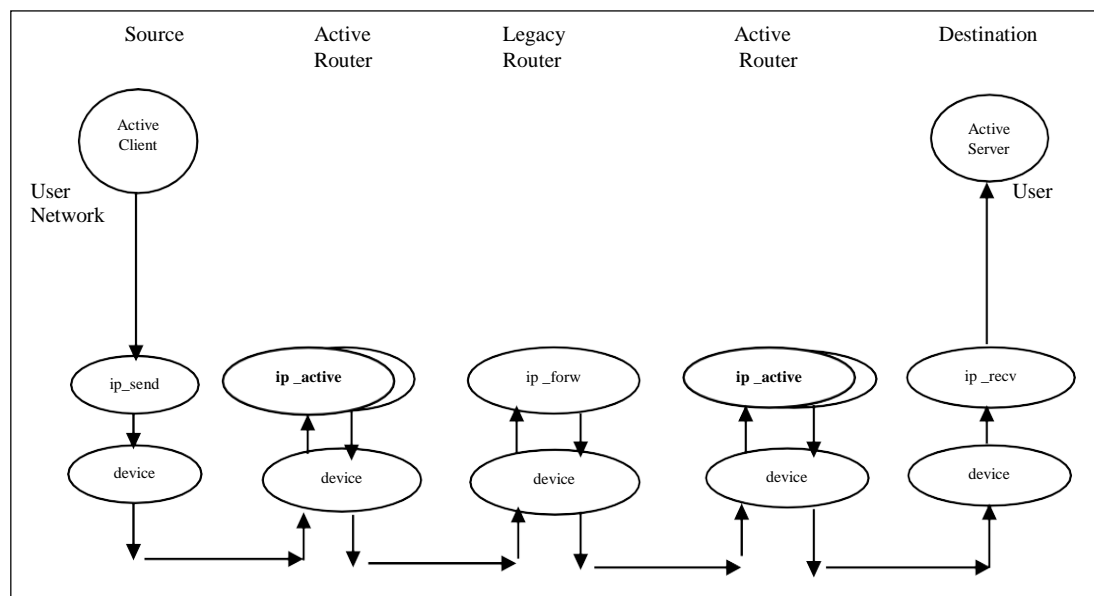 Source
Active
Router
Legacy
Router
Active
Router
Destination
Active
Client
Active
Server
User
Network
User
ip_send
ip _active
ip _forw
ip _active
ip _recv
device
device
device
device
device